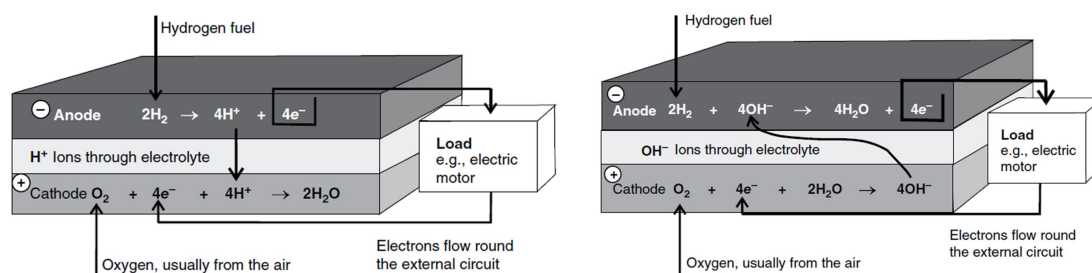 Hydrogen fuel
− Anode 2H₂ → 4H⁺ + 4e⁻
H⁺ Ions through electrolyte
+ Cathode O₂ + 4e⁻ + 4H⁺ → 2H₂O
Load
e.g., electric
motor
Oxygen, usually from the air
Electrons flow round
the external circuit
Hydrogen fuel
− Anode 2H₂ + 4OH⁻ → 4H₂O + 4e⁻
OH⁻ Ions through electrolyte
+ Cathode O₂ + 4e⁻ + 2H₂O → 4OH⁻
Load
e.g., electric
motor
Oxygen, usually from the air
Electrons flow round
the external circuit